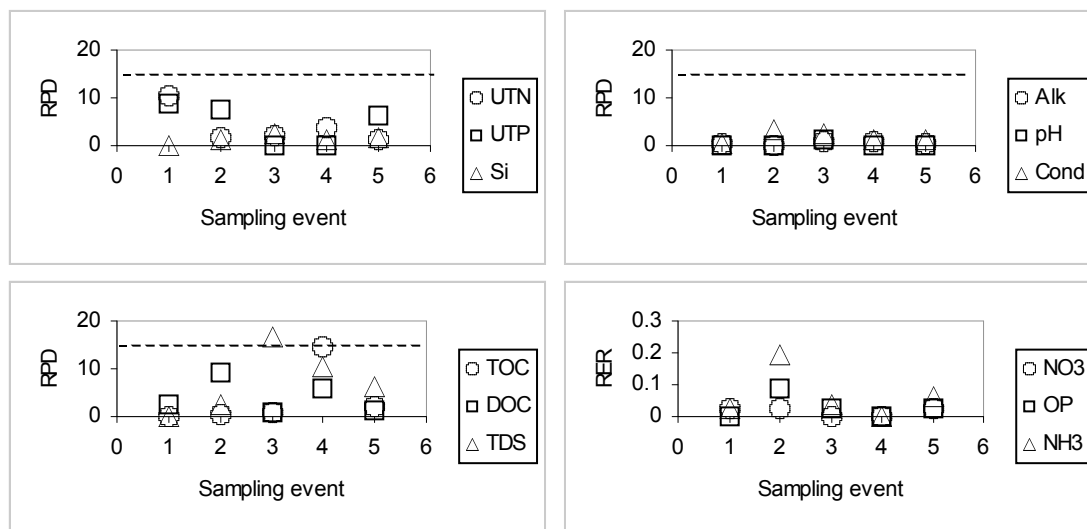 20
10
0
RPD
0 1 2 3 4 5 6
Sampling event
UTN
UTP
Si
20
10
0
RPD
0 1 2 3 4 5 6
Sampling event
Alk
pH
Cond
20
10
0
RPD
0 1 2 3 4 5 6
Sampling event
TOC
DOC
TDS
0.3
0.2
0.1
0
RER
0 1 2 3 4 5 6
Sampling event
NO3
OP
NH3